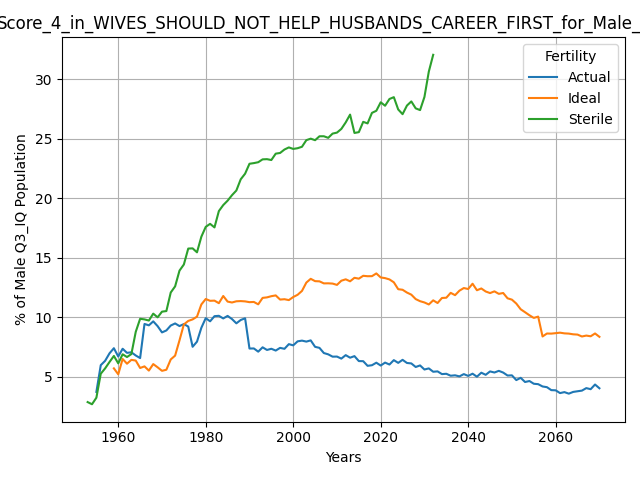 Score_4_in_WIVES_SHOULD_NOT_HELP_HUSBANDS_CAREER_FIRST_for_Male_
Fertility
Actual
Ideal
Sterile
% of Male Q3_IQ Population
30
25
20
15
10
5
1960 1980 2000 2020 2040 2060
Years